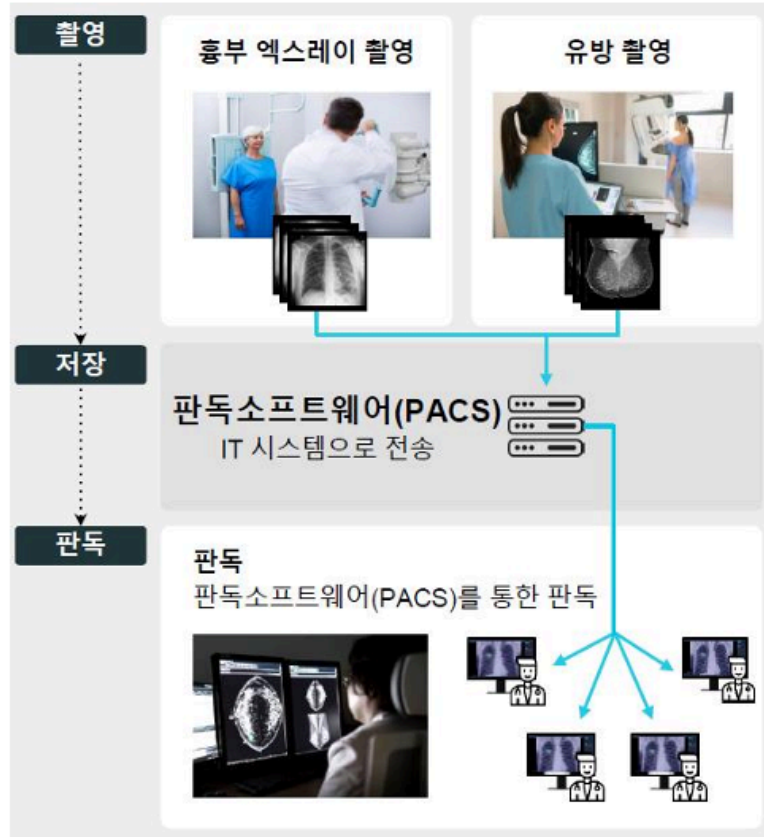 촬영
흉부 엑스레이 촬영
유방 촬영
저장
판독소프트웨어(PACS)
IT 시스템으로 전송
판독
판독
판독소프트웨어(PACS)를 통한 판독